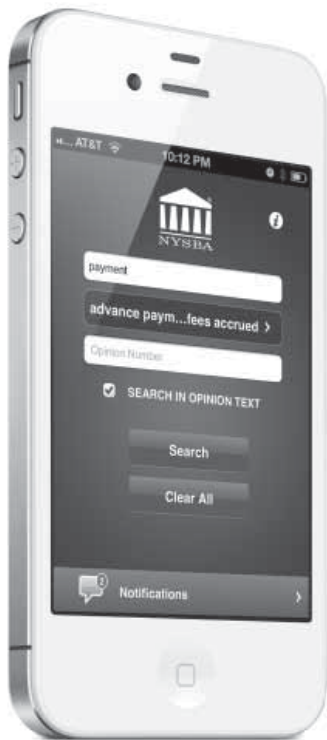 AT&T 10:12 PM
NYSBA
i
payment
advance paym...fees accrued >
Opinion Number
SEARCH IN OPINION TEXT
Search
Clear All
2
Notifications >